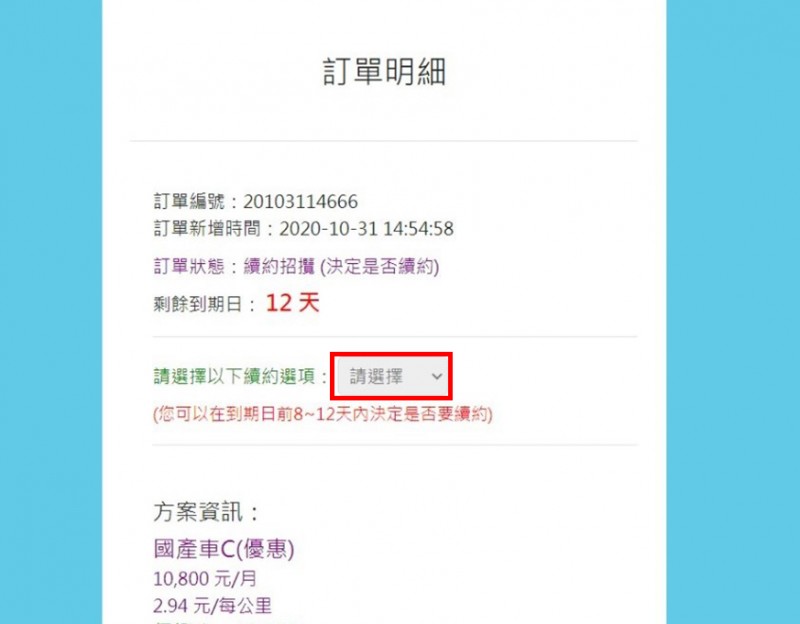 訂單明細
訂單編號：20103114666
訂單新增時間：2020-10-31 14:54:58
訂單狀態：續約招攬 (決定是否續約)
剩餘到期日： 12 天
請選擇以下續約選項： 請選擇
(您可以在到期日前8~12天內決定是否要續約)
方案資訊：
國產車C(優惠)
10,800 元/月
2.94 元/每公里